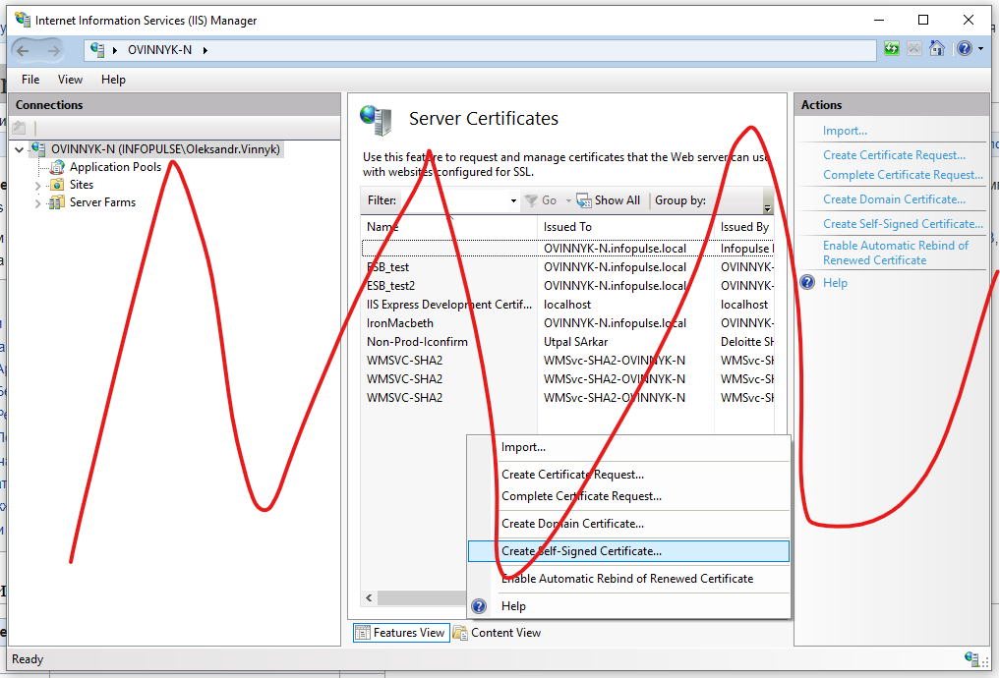 Internet Information Services (IIS) Manager
OVINNYK-N
File View Help
Connections
OVINNYK-N (INFOPULSE\Oleksandr.Vinnyk)
Application Pools
Sites
Server Farms
Server Certificates
Use this feature to request and manage certificates that the Web server can use
with websites configured for SSL.
Filter: Go Show All Group by:
Name Issued To Issued By
OVINNYK-N.infopulse.local Infopulse
ESB_test OVINNYK-N.infopulse.local OVINNYK-
ESB_test2 OVINNYK-N.infopulse.local OVINNYK-
IIS Express Development Certif... localhost localhost
IronMacbeth OVINNYK-N.infopulse.local OVINNYK-
Non-Prod-Iconfirm Utpal SArkar Deloitte SH
WMSVC-SHA2 WMSvc-SHA2-OVINNYK-N WMSvc-SH
WMSVC-SHA2 WMSvc-SHA2-OVINNYK-N WMSvc-SH
WMSVC-SHA2 WMSvc-SHA2-OVINNYK-N WMSvc-SH
Import...
Create Certificate Request...
Complete Certificate Request...
Create Domain Certificate...
Create Self-Signed Certificate...
Enable Automatic Rebind of Renewed Certificate
Help
Features View Content View
Actions
Import...
Create Certificate Request...
Complete Certificate Request...
Create Domain Certificate...
Create Self-Signed Certificate...
Enable Automatic Rebind of
Renewed Certificate
Help
Ready